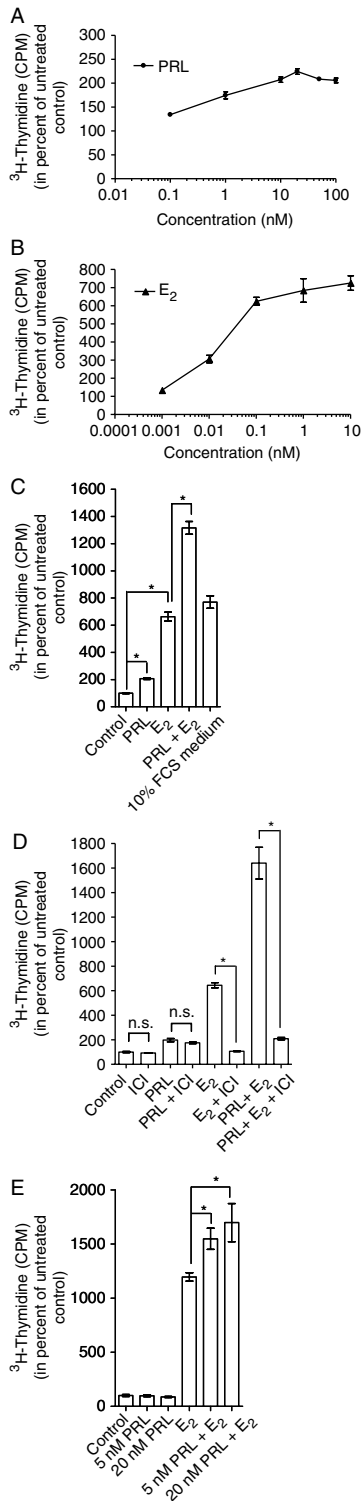 A
³H-Thymidine (CPM)
(in percent of untreated
control)
300
250
200
150
100
50
0
PRL
0.01 0.1 1 10 100
Concentration (nM)
B
³H-Thymidine (CPM)
(in percent of untreated
control)
800
700
600
500
400
300
200
100
0
E₂
0.0001 0.001 0.01 0.1 1 10
Concentration (nM)
C
³H-Thymidine (CPM)
(in percent of untreated
control)
1600
1400
1200
1000
800
600
400
200
0
*
*
*
Control
PRL
E₂
PRL + E₂
10% FCS medium
D
³H-Thymidine (CPM)
(in percent of untreated
control)
1800
1600
1400
1200
1000
800
600
400
200
0
n.s.
n.s.
*
*
Control
ICI
PRL
PRL + ICI
E₂
E₂ + ICI
PRL+ E₂
PRL+ E₂ + ICI
E
³H-Thymidine (CPM)
(in percent of untreated
control)
2000
1500
1000
500
0
*
*
Control
5 nM PRL
20 nM PRL
E₂
5 nM PRL + E₂
20 nM PRL + E₂